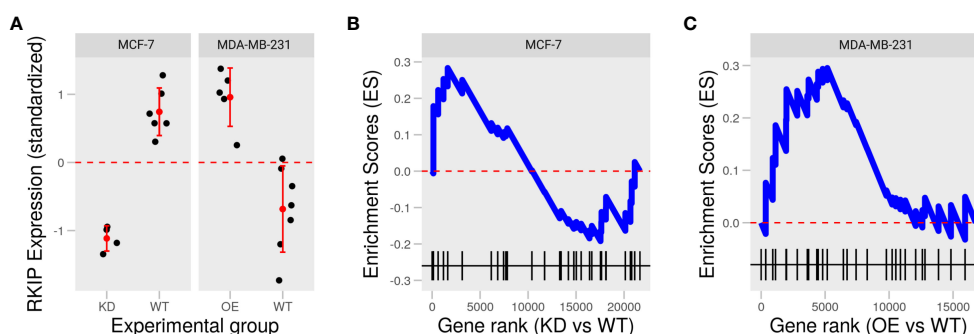 A
B
C
MCF-7
MDA-MB-231
MCF-7
MDA-MB-231
RKIP Expression (standardized)
1
0
-1
KD
WT
OE
WT
Experimental group
Enrichment Scores (ES)
0.3
0.2
0.1
0.0
-0.1
-0.2
-0.3
0
5000
10000
15000
20000
Gene rank (KD vs WT)
Enrichment Scores (ES)
0.3
0.2
0.1
0.0
0
5000
10000
15000
Gene rank (OE vs WT)